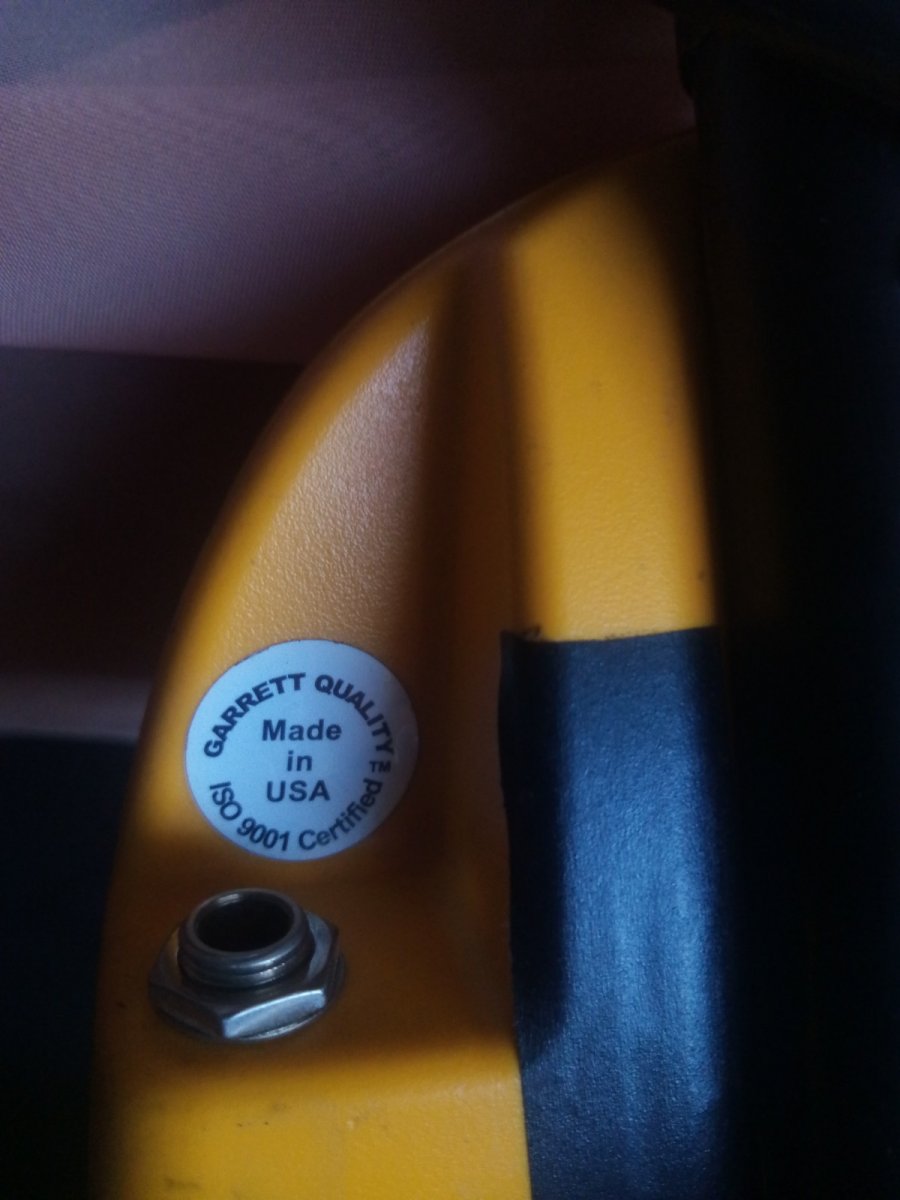 GARRETT QUALITY™
Made
in
USA
ISO 9001 Certified